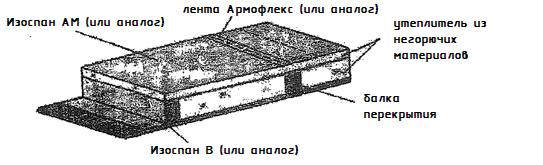 лента Армофлекс (или аналог)
Изоспан АМ (или аналог)
утеплитель из
негорючих
материалов
балка
перекрытия
Изоспан В (или аналог)